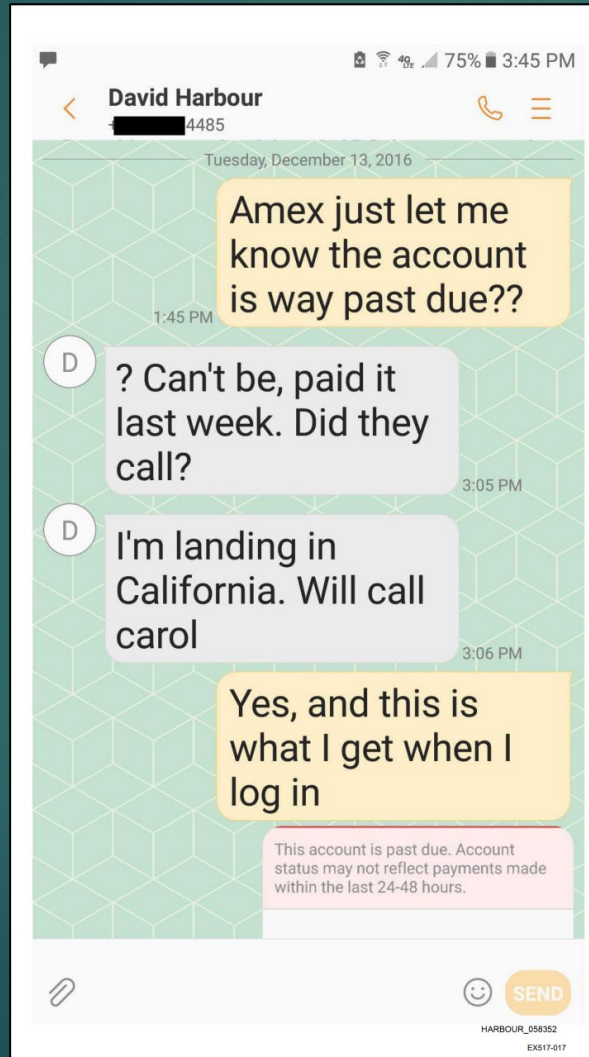 4G LTE 75% 3:45 PM
David Harbour
4485
Tuesday, December 13, 2016
Amex just let me
know the account
is way past due??
1:45 PM
D
? Can't be, paid it
last week. Did they
call?
3:05 PM
D
I'm landing in
California. Will call
carol
3:06 PM
Yes, and this is
what I get when I
log in
This account is past due. Account
status may not reflect payments made
within the last 24-48 hours.
SEND
HARBOUR_058352
EX517-017